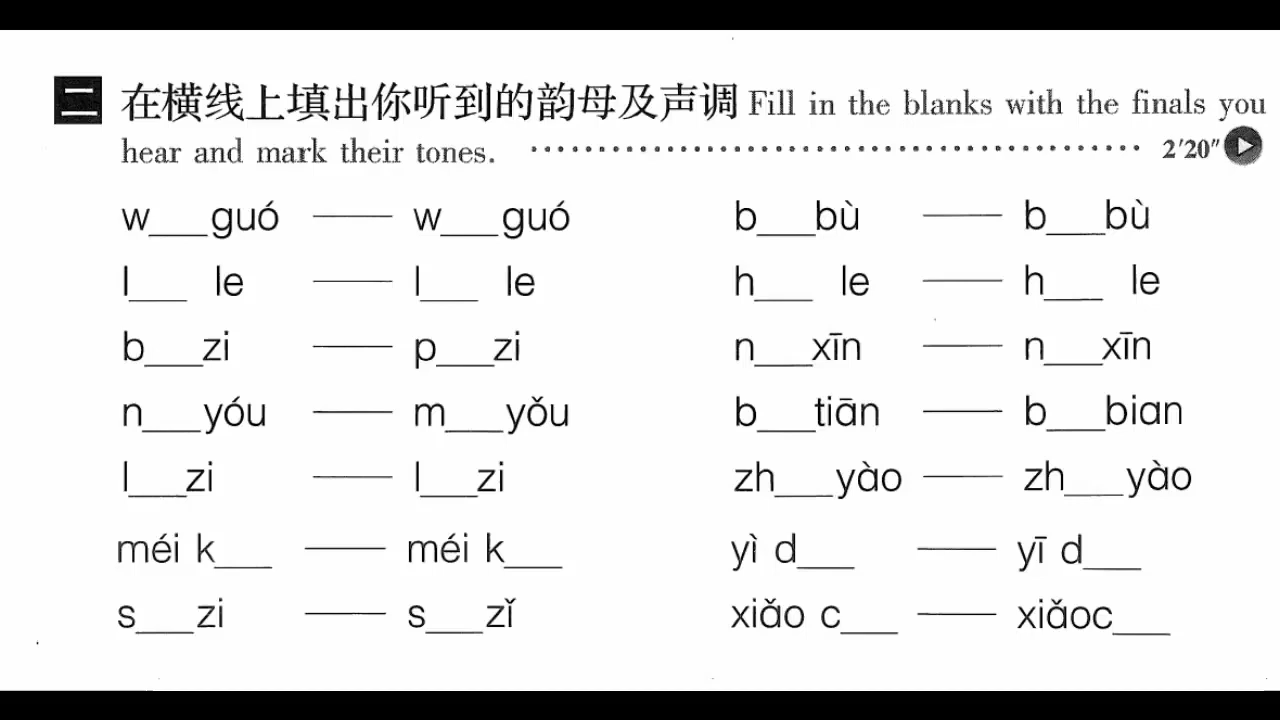 二 在横线上填出你听到的韵母及声调 Fill in the blanks with the finals you
hear and mark their tones. ·········································· 2′20″
w___guó —— w___guó b___bù —— b___bù
l___ le —— l___ le h___ le —— h___ le
b___zi —— p___zi n___xīn —— n___xīn
n___yóu —— m___yǒu b___tiān —— b___bian
l___zi —— l___zi zh___yào —— zh___yào
méi k___ —— méi k___ yì d___ —— yī d___
s___zi —— s___zǐ xiǎo c___ —— xiǎoc___